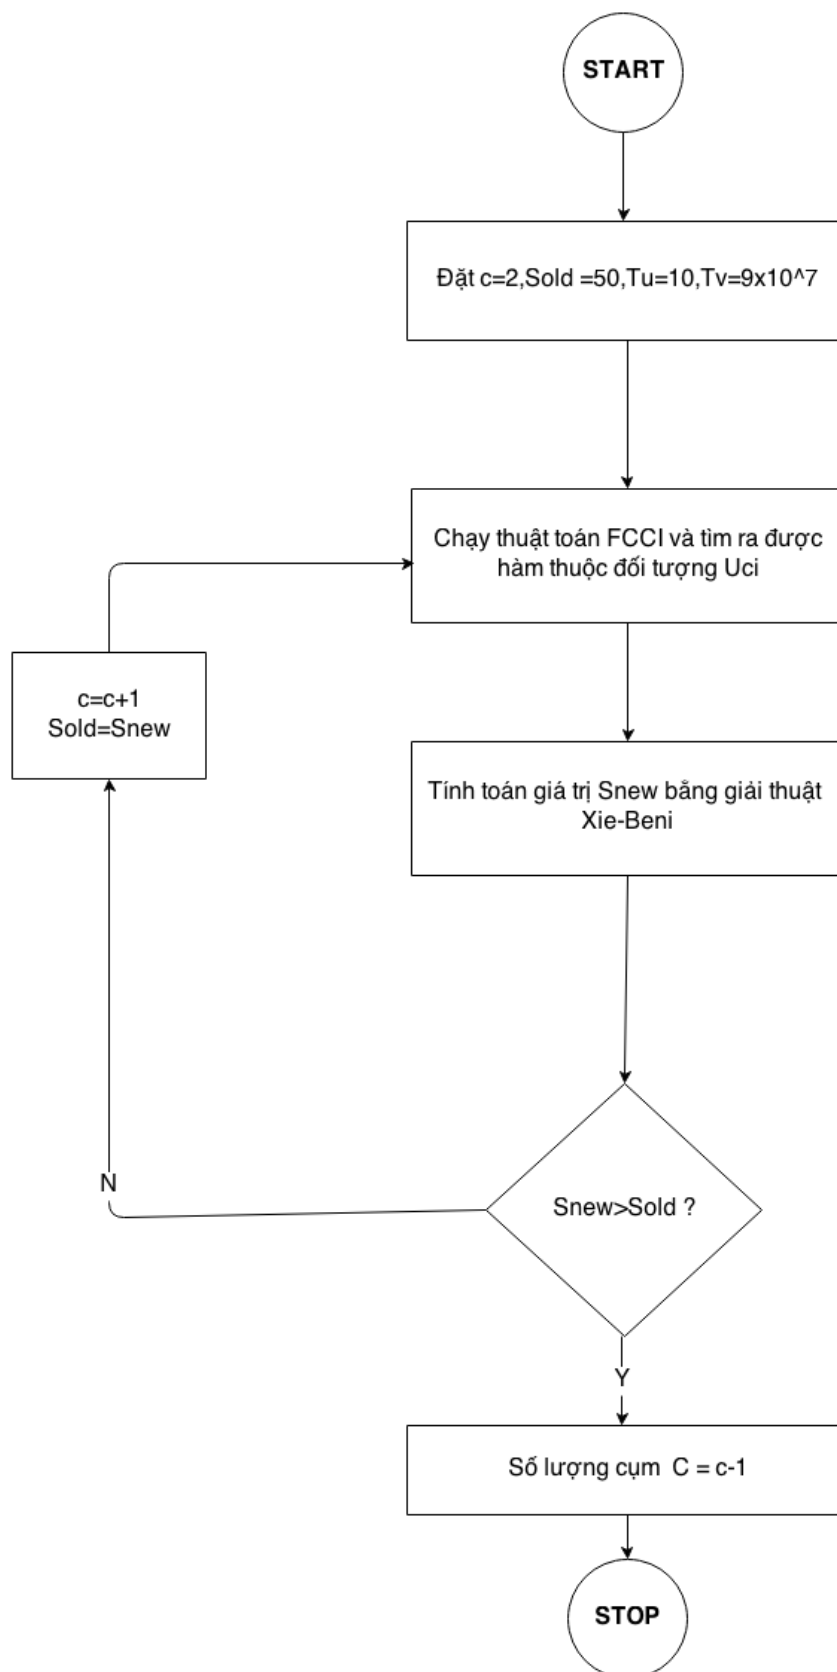 START
Đặt c=2,Sold =50,Tu=10,Tv=9x10^7
Chạy thuật toán FCCI và tìm ra được
hàm thuộc đối tượng Uci
c=c+1
Sold=Snew
Tính toán giá trị Snew bằng giải thuật
Xie-Beni
N
Snew>Sold ?
Y
Số lượng cụm C = c-1
STOP